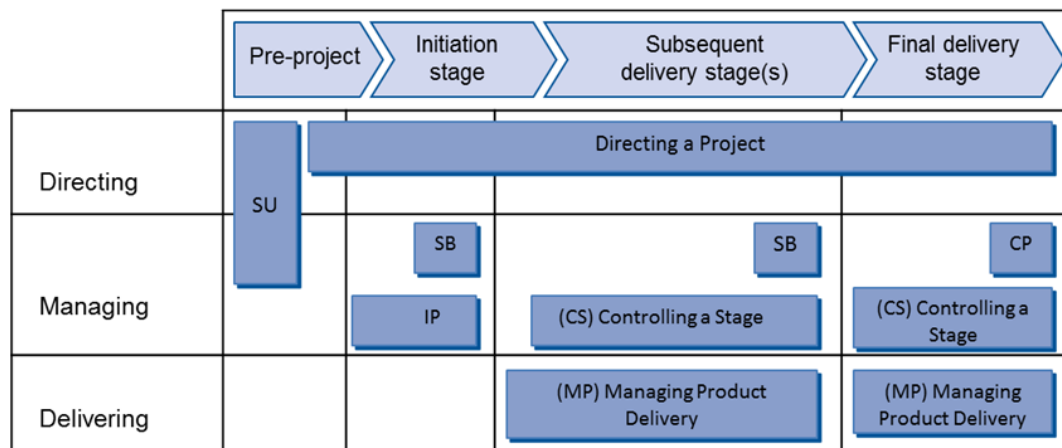 Pre-project
Initiation
stage
Subsequent
delivery stage(s)
Final delivery
stage
Directing
SU
Directing a Project
Managing
SB
SB
CP
IP
(CS) Controlling a Stage
(CS) Controlling a
Stage
Delivering
(MP) Managing Product
Delivery
(MP) Managing
Product Delivery